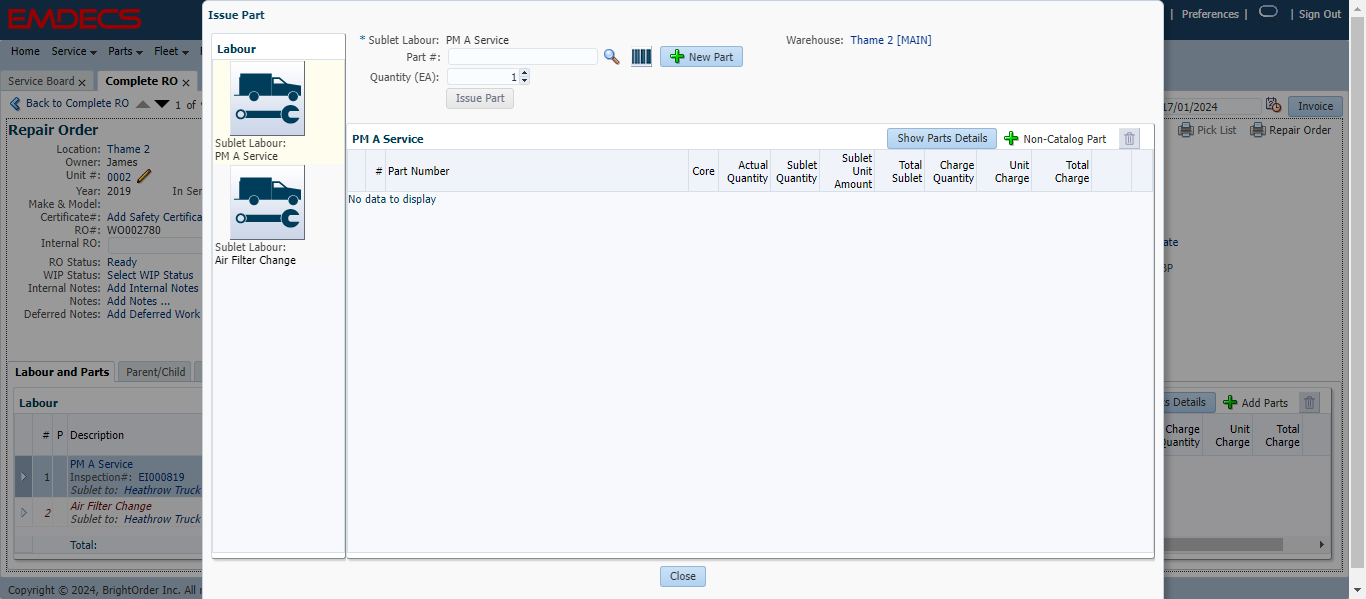 EMDECS
| Preferences | | Sign Out
Home Service Parts Fleet
Service Board x Complete RO x
Back to Complete RO 1 of
17/01/2024 Invoice
Repair Order
Pick List Repair Order
Location: Thame 2
Owner: James
Unit #: 0002
Year: 2019 In Ser
Make & Model:
Certificate#: Add Safety Certifica
RO#: WO002780
Internal RO:
RO Status: Ready
WIP Status: Select WIP Status
Internal Notes: Add Internal Notes
Notes: Add Notes ...
Deferred Notes: Add Deferred Work
ate
BP
Labour and Parts Parent/Child
Labour
# P Description
1 PM A Service
Inspection#: EI000819
Sublet to: Heathrow Truck
2 Air Filter Change
Sublet to: Heathrow Truck
Total:
s Details Add Parts
Charge Quantity Unit Charge Total Charge
Copyright © 2024, BrightOrder Inc. All r
Issue Part
Labour
Sublet Labour:
PM A Service
Sublet Labour:
Air Filter Change
* Sublet Labour: PM A Service
Warehouse: Thame 2 [MAIN]
Part #: New Part
Quantity (EA): 1
Issue Part
PM A Service Show Parts Details Non-Catalog Part
# Part Number Core Actual Quantity Sublet Quantity Sublet Unit Amount Total Sublet Charge Quantity Unit Charge Total Charge
No data to display
Close